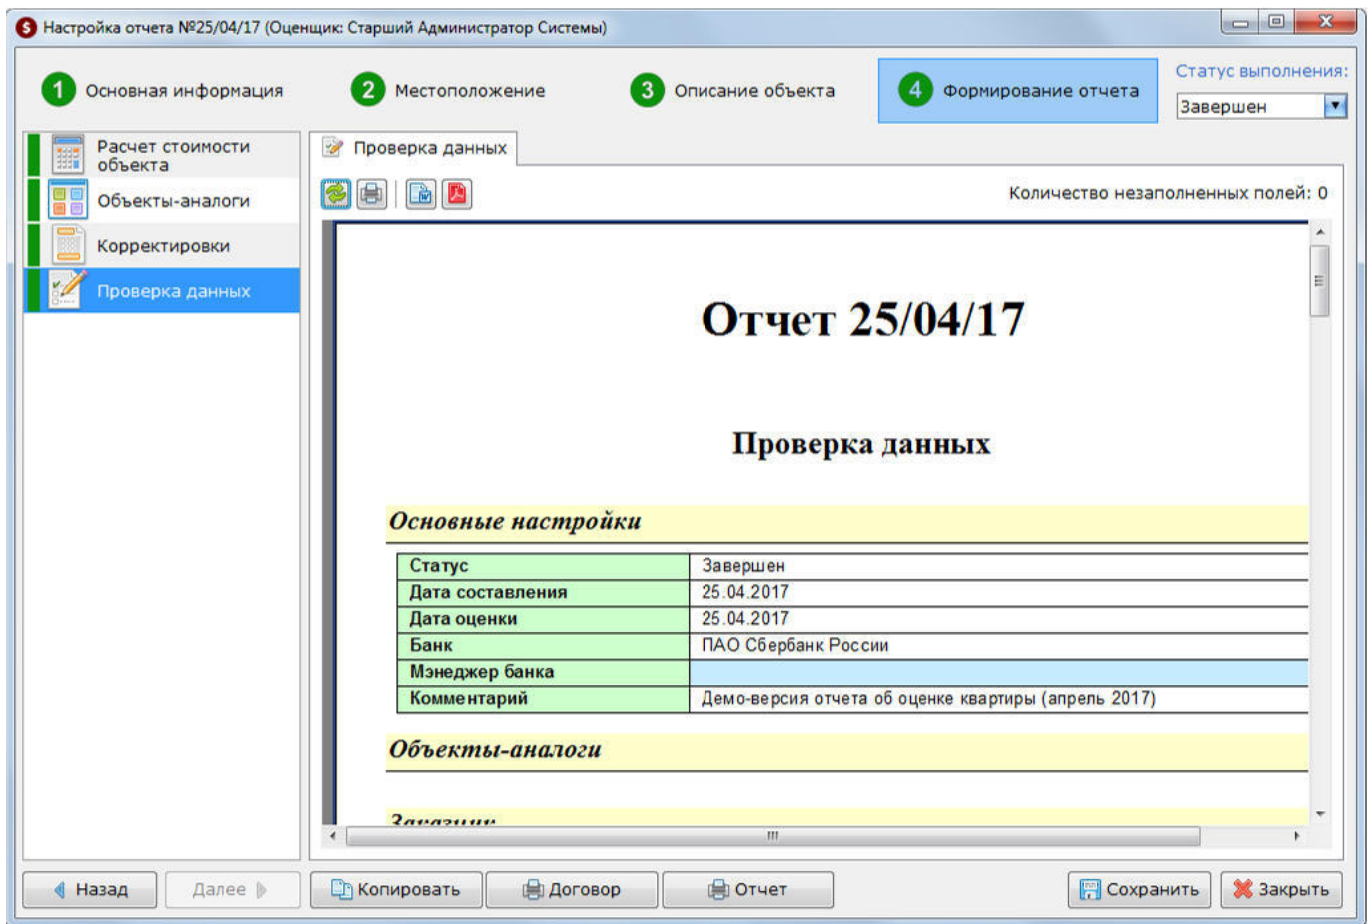 Настройка отчета №25/04/17 (Оценщик: Старший Администратор Системы)
1 Основная информация
2 Местоположение
3 Описание объекта
4 Формирование отчета
Статус выполнения:
Завершен
Расчет стоимости
объекта
Объекты-аналоги
Корректировки
Проверка данных
Проверка данных
Количество незаполненных полей: 0
Отчет 25/04/17
Проверка данных
Основные настройки
Статус Завершен
Дата составления 25.04.2017
Дата оценки 25.04.2017
Банк ПАО Сбербанк России
Мэнеджер банка
Комментарий Демо-версия отчета об оценке квартиры (апрель 2017)
Объекты-аналоги
Заказчик
Назад
Далее
Копировать
Договор
Отчет
Сохранить
Закрыть